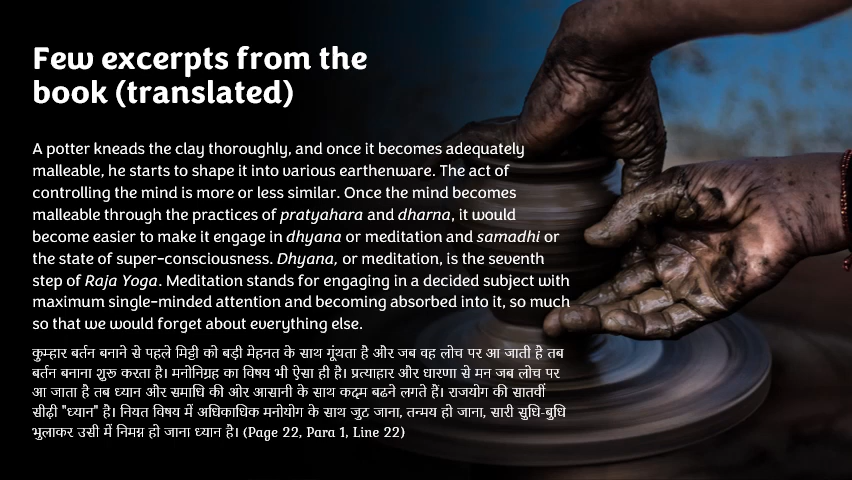 Few excerpts from the
book (translated)
A potter kneads the clay thoroughly, and once it becomes adequately
malleable, he starts to shape it into various earthenware. The act of
controlling the mind is more or less similar. Once the mind becomes
malleable through the practices of pratyahara and dharna, it would
become easier to make it engage in dhyana or meditation and samadhi or
the state of super-consciousness. Dhyana, or meditation, is the seventh
step of Raja Yoga. Meditation stands for engaging in a decided subject with
maximum single-minded attention and becoming absorbed into it, so much
so that we would forget about everything else.
कुम्हार बर्तन बनाने से पहले मिट्टी को बड़ी मेहनत के साथ गूंथता है और जब वह लोच पर आ जाती है तब
बर्तन बनाना शुरू करता है। मनोनिग्रह का विषय भी ऐसा ही है। प्रत्याहार और धारणा से मन जब लोच पर
आ जाता है तब ध्यान और समाधि की ओर आसानी के साथ कदम बढने लगते हैं। राजयोग की सातवीं
सीढ़ी "ध्यान" है। नियत विषय में अधिकाधिक मनोयोग के साथ जुट जाना, तन्मय हो जाना, सारी सुधि-बुधि
भुलाकर उसी में निमग्न हो जाना ध्यान है। (Page 22, Para 1, Line 22)